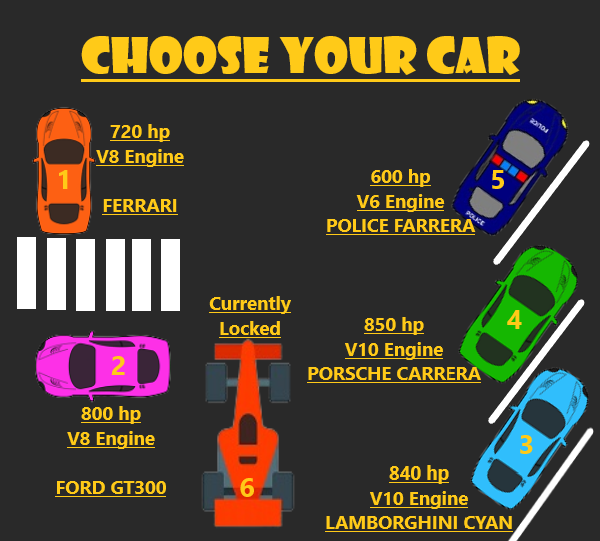 CHOOSE YOUR CAR
720 hp
V8 Engine
FERRARI
1
POLICE
5
POLICE
600 hp
V6 Engine
POLICE FARRERA
Currently
Locked
6
4
850 hp
V10 Engine
PORSCHE CARRERA
2
800 hp
V8 Engine
FORD GT300
3
840 hp
V10 Engine
LAMBORGHINI CYAN